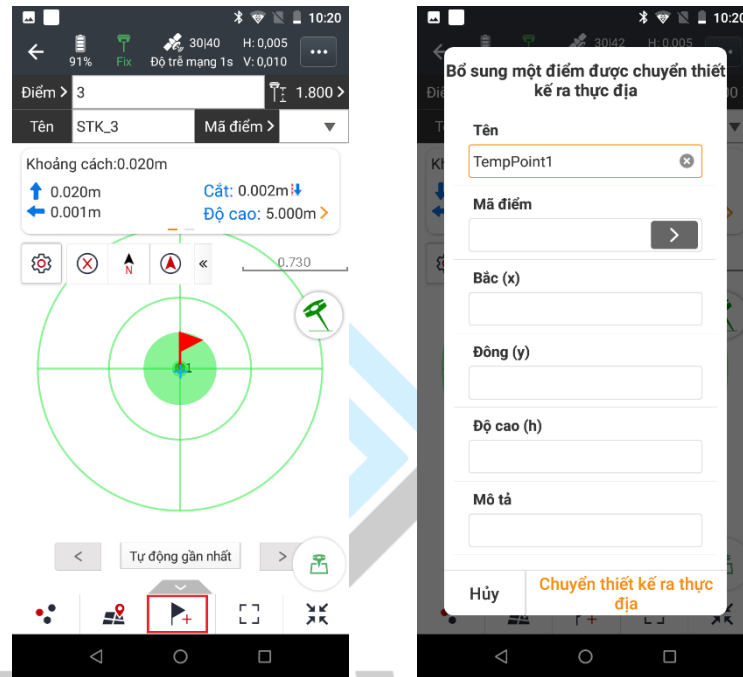 10:20
91%
Fix
30|40
Độ trễ mạng 1s
H: 0,005
V: 0,010
Điểm > 3
1.800 >
Tên STK_3 Mã điểm >
Khoảng cách:0.020m
0.020m Cắt: 0.002m
0.001m Độ cao: 5.000m >
N
«
0.730
< Tự động gần nhất >
10:20
30|42
H: 0,005
Bổ sung một điểm được chuyển thiết
kế ra thực địa
Tên
TempPoint1
Mã điểm
>
Bắc (x)
Đông (y)
Độ cao (h)
Mô tả
Hủy
Chuyển thiết kế ra thực
địa